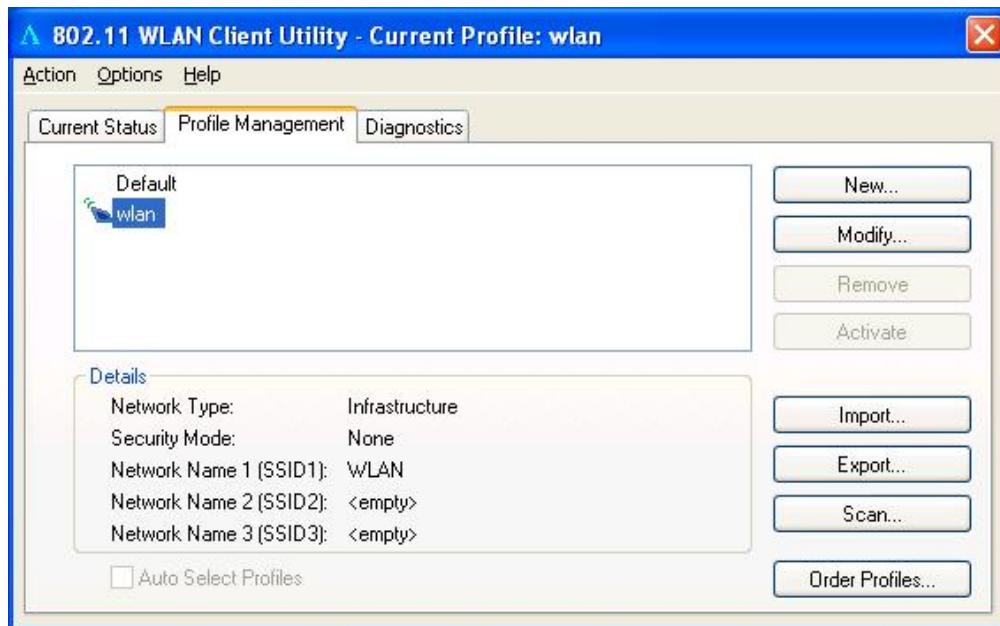 802.11 WLAN Client Utility - Current Profile: wlan
Action Options Help
Current Status Profile Management Diagnostics
Default
wlan
New...
Modify...
Remove
Activate
Details
Network Type: Infrastructure
Security Mode: None
Network Name 1 (SSID1): WLAN
Network Name 2 (SSID2): <empty>
Network Name 3 (SSID3): <empty>
Import...
Export...
Scan...
Auto Select Profiles
Order Profiles...